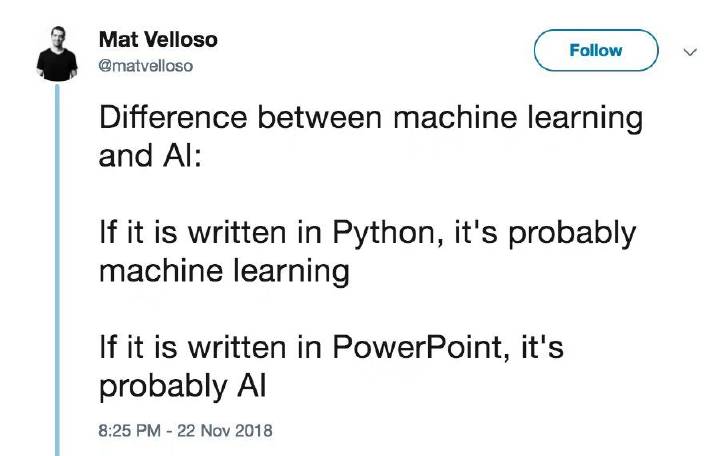 Mat Velloso
@matvelloso
Follow
Difference between machine learning
and AI:
If it is written in Python, it's probably
machine learning
If it is written in PowerPoint, it's
probably AI
8:25 PM - 22 Nov 2018